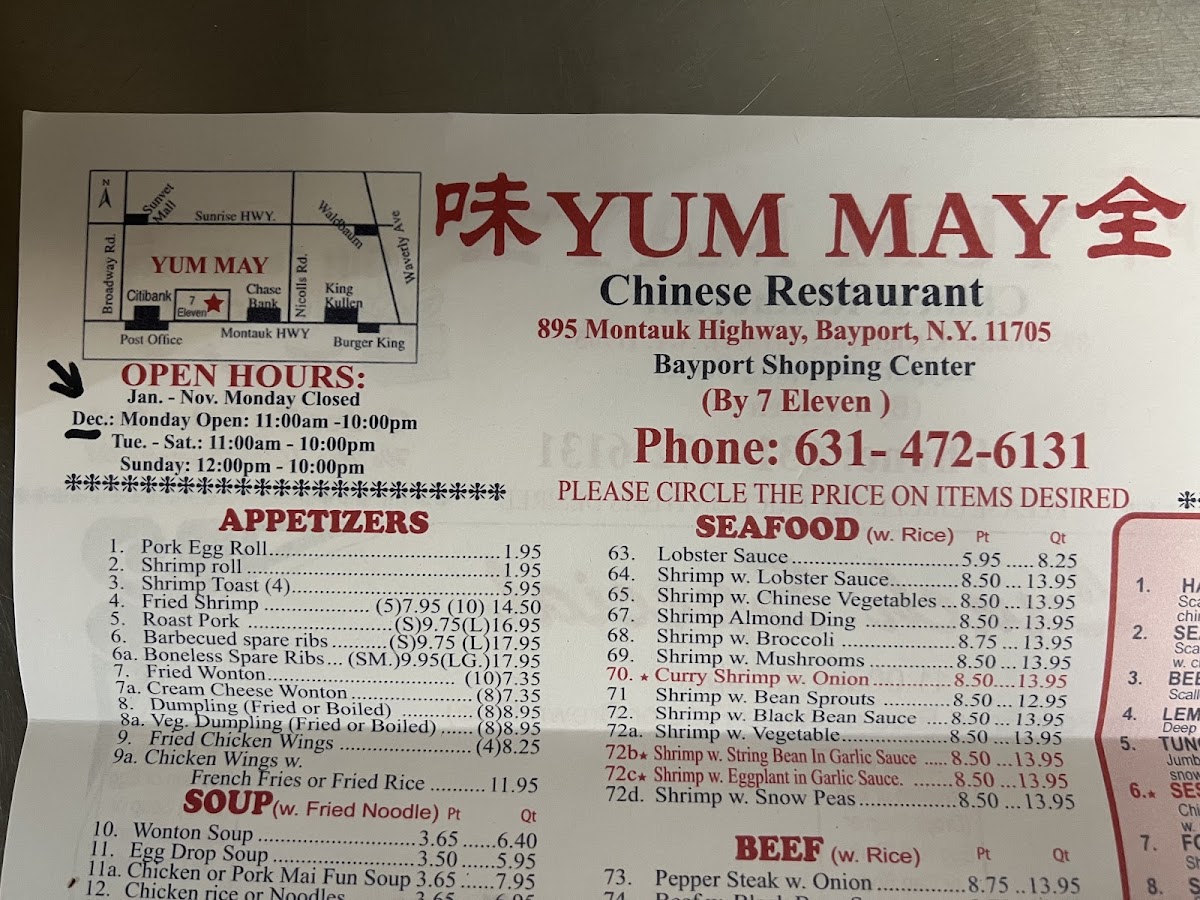 N
Sunvet
Mall
Sunrise HWY.
Waldbaum
Waverly Ave
Broadway Rd.
YUM MAY
Nicolls Rd.
Citibank
7
Eleven
Chase
Bank
King
Kullen
Post Office
Montauk HWY
Burger King
味 YUM MAY 全
Chinese Restaurant
895 Montauk Highway, Bayport, N.Y. 11705
Bayport Shopping Center
(By 7 Eleven )
Phone: 631- 472-6131
PLEASE CIRCLE THE PRICE ON ITEMS DESIRED
OPEN HOURS:
Jan. - Nov. Monday Closed
Dec.: Monday Open: 11:00am -10:00pm
Tue. - Sat.: 11:00am - 10:00pm
Sunday: 12:00pm - 10:00pm
APPETIZERS
1. Pork Egg Roll.................................1.95
2. Shrimp roll ....................................1.95
3. Shrimp Toast (4)..............................5.95
4. Fried Shrimp ............... (5)7.95 (10) 14.50
5. Roast Pork ......................(S)9.75(L)16.95
6. Barbecued spare ribs .........(S)9.75 (L)17.95
6a. Boneless Spare Ribs... (SM.)9.95(LG.)17.95
7. Fried Wonton............................(10)7.35
7a. Cream Cheese Wonton ..................(8)7.35
8. Dumpling (Fried or Boiled) ............(8)8.95
8a. Veg. Dumpling (Fried or Boiled) ......(8)8.95
9. Fried Chicken Wings ....................(4)8.25
9a. Chicken Wings w.
French Fries or Fried Rice ........... 11.95
SOUP (w. Fried Noodle) Pt Qt
10. Wonton Soup ........................3.65 ......6.40
11. Egg Drop Soup ......................3.50 ......5.95
11a. Chicken or Pork Mai Fun Soup 3.65 ......7.95
12. Chicken rice or Noodles
SEAFOOD (w. Rice) Pt Qt
63. Lobster Sauce.............................5.95 .....8.25
64. Shrimp w. Lobster Sauce..........8.50 ...13.95
65. Shrimp w. Chinese Vegetables ...8.50 ...13.95
67. Shrimp Almond Ding ..............8.50 ...13.95
68. Shrimp w. Broccoli .................8.75 ...13.95
69. Shrimp w. Mushrooms .............8.50 ...13.95
70. ★ Curry Shrimp w. Onion............8.50....13.95
71 Shrimp w. Bean Sprouts ..........8.50 ...12.95
72. Shrimp w. Black Bean Sauce .....8.50 ...13.95
72a. Shrimp w. Vegetable................8.50 ...13.95
72b★ Shrimp w. String Bean In Garlic Sauce .....8.50 ...13.95
72c★ Shrimp w. Eggplant in Garlic Sauce. .......8.50 ...13.95
72d. Shrimp w. Snow Peas...............8.50 ...13.95
BEEF (w. Rice) Pt Qt
73. Pepper Steak w. Onion .............8.75 ..13.95
74.
1.
2.
3.
4.
Deep
5.
6.★
7.
8.